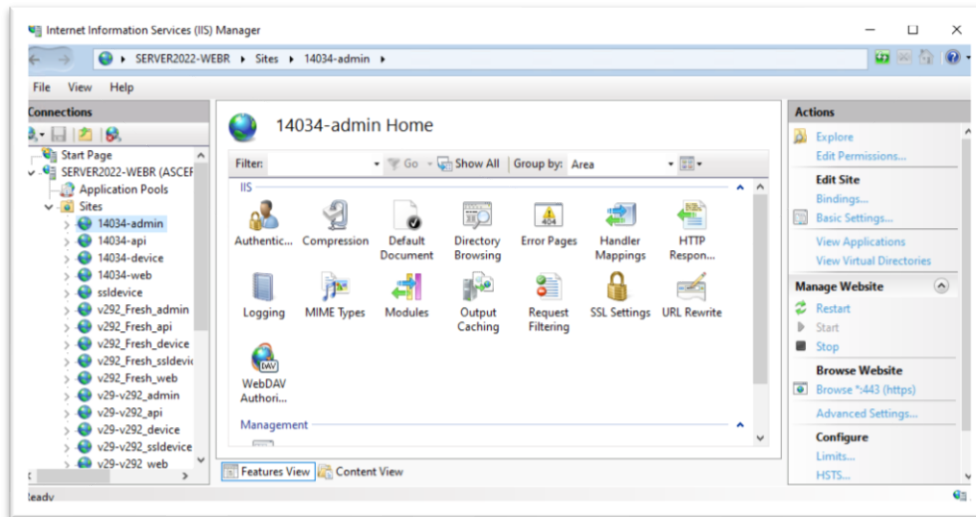 Internet Information Services (IIS) Manager
SERVER2022-WEBR Sites 14034-admin
File View Help
Connections
Start Page
SERVER2022-WEBR (ASCEF
Application Pools
Sites
14034-admin
14034-api
14034-device
14034-web
ssldevice
v292_Fresh_admin
v292_Fresh_api
v292_Fresh_device
v292_Fresh_ssldevic
v292_Fresh_web
v29-v292_admin
v29-v292_api
v29-v292_device
v29-v292_ssldevice
v29-v292 web
14034-admin Home
Filter: Go Show All Group by: Area
IIS
Authentic... Compression Default Document Directory Browsing Error Pages Handler Mappings HTTP Respon...
Logging MIME Types Modules Output Caching Request Filtering SSL Settings URL Rewrite
WebDAV Authori...
Management
Features View Content View
Actions
Explore
Edit Permissions...
Edit Site
Bindings...
Basic Settings...
View Applications
View Virtual Directories
Manage Website
Restart
Start
Stop
Browse Website
Browse *:443 (https)
Advanced Settings...
Configure
Limits...
HSTS...
Ready